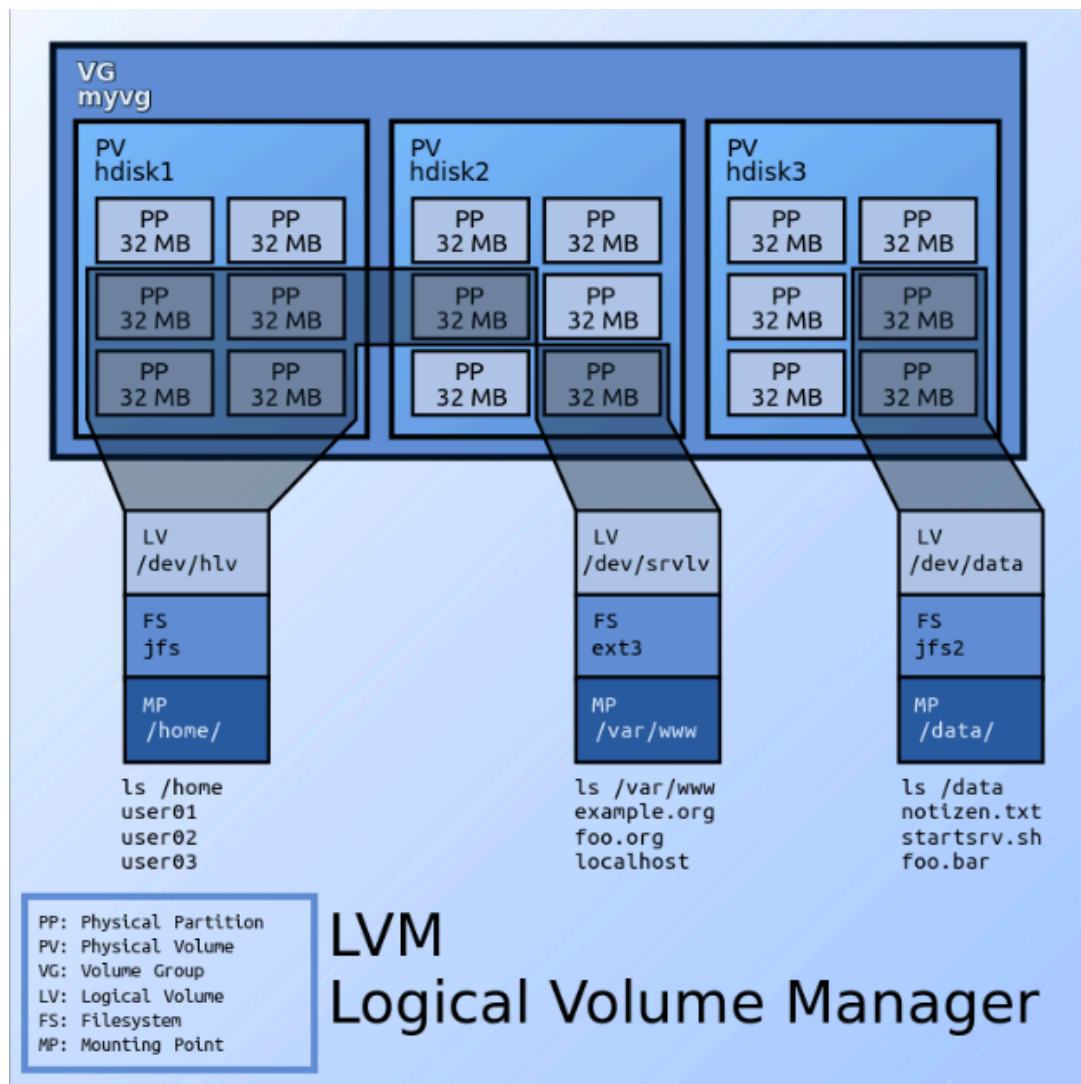 VG
myvg
PV
hdisk1
PP
32 MB
PP
32 MB
PP
32 MB
PP
32 MB
PP
32 MB
PP
32 MB
PV
hdisk2
PP
32 MB
PP
32 MB
PP
32 MB
PP
32 MB
PP
32 MB
PP
32 MB
PV
hdisk3
PP
32 MB
PP
32 MB
PP
32 MB
PP
32 MB
PP
32 MB
PP
32 MB
LV
/dev/hlv
FS
jfs
MP
/home/
ls /home
user01
user02
user03
LV
/dev/srvlv
FS
ext3
MP
/var/www
ls /var/www
example.org
foo.org
localhost
LV
/dev/data
FS
jfs2
MP
/data/
ls /data
notizen.txt
startsrv.sh
foo.bar
PP: Physical Partition
PV: Physical Volume
VG: Volume Group
LV: Logical Volume
FS: Filesystem
MP: Mounting Point
LVM
Logical Volume Manager